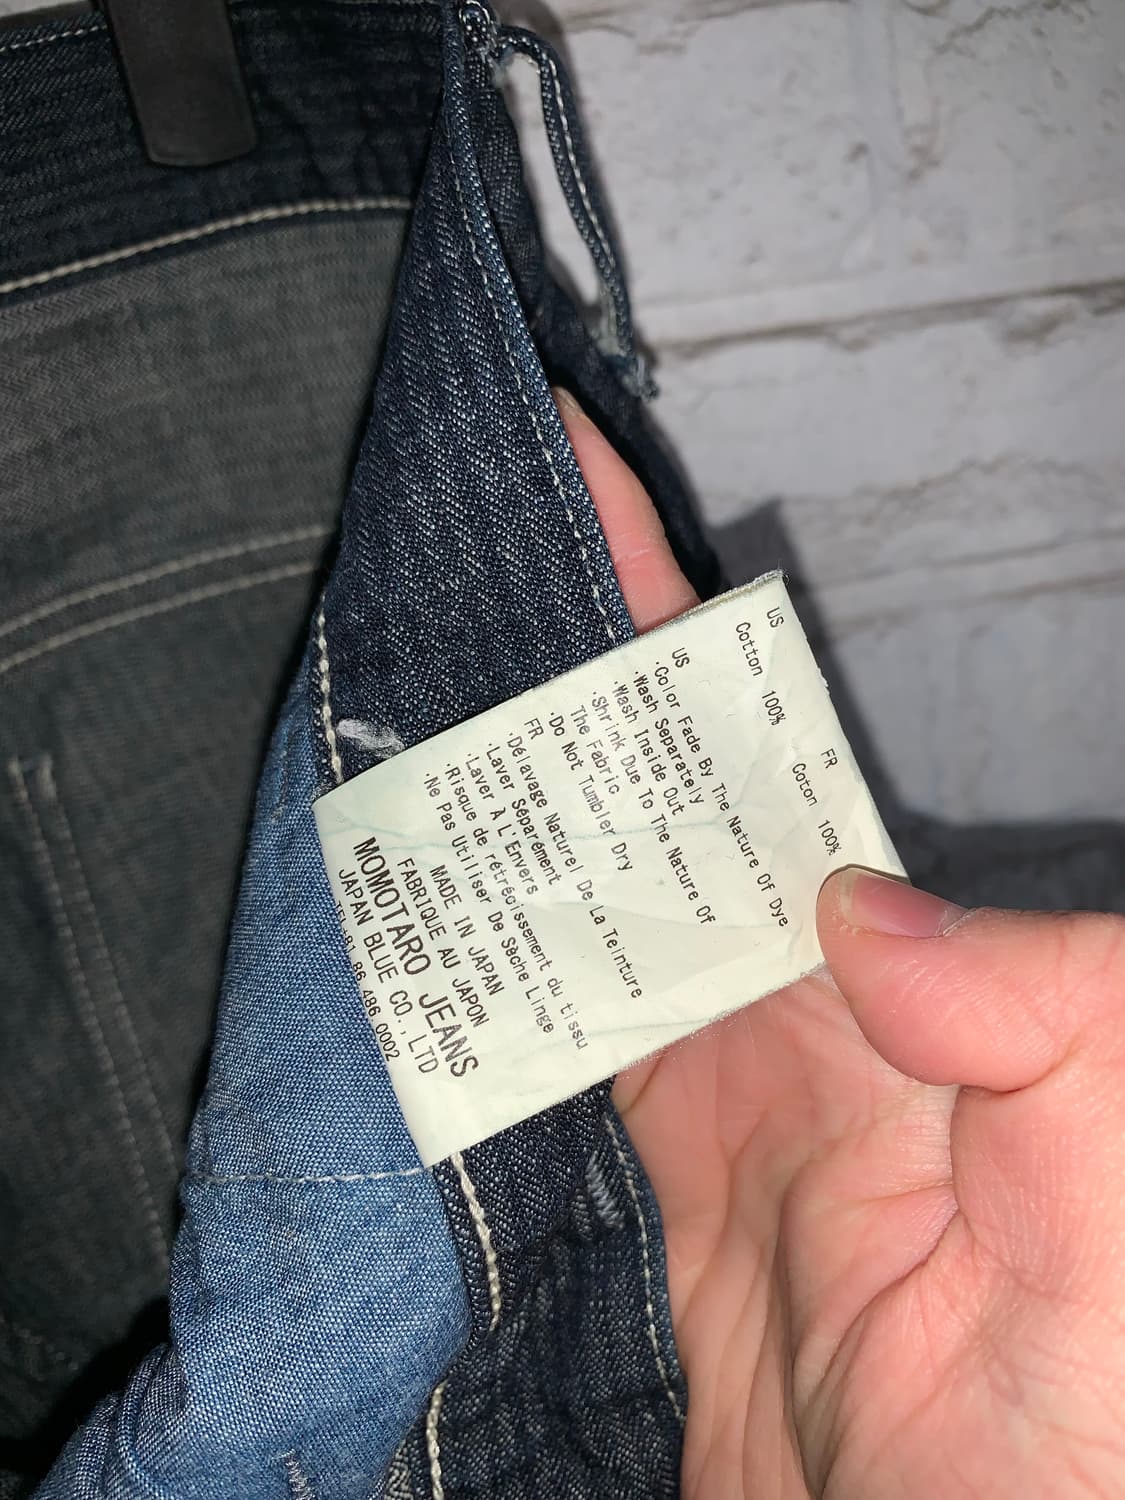 US
Cotton 100%
FR
Coton 100%
US
·Color Fade By The Nature Of Dye
·Wash Separately
·Wash Inside Out
·Shrink Due To The Nature Of
The Fabric
·Do Not Tumbler Dry
FR
·Délavage Naturel De La Teinture
·Laver Séparément
·Laver À L'Envers
·Risque de rétrécissement du tissu
·Ne Pas Utiliser De Sèche Linge
MADE IN JAPAN
FABRIQUE AU JAPON
MOMOTARO JEANS
JAPAN BLUE CO., LTD
86 486 0002